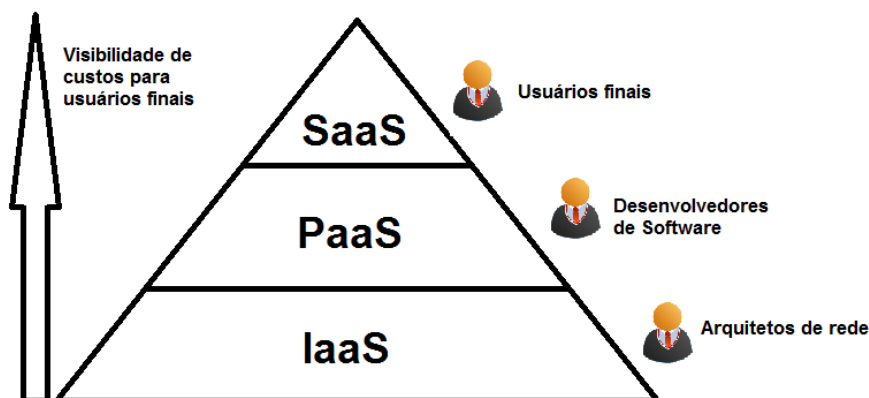 Visibilidade de
custos para
usuários finais
SaaS
Usuários finais
PaaS
Desenvolvedores
de Software
IaaS
Arquitetos de rede